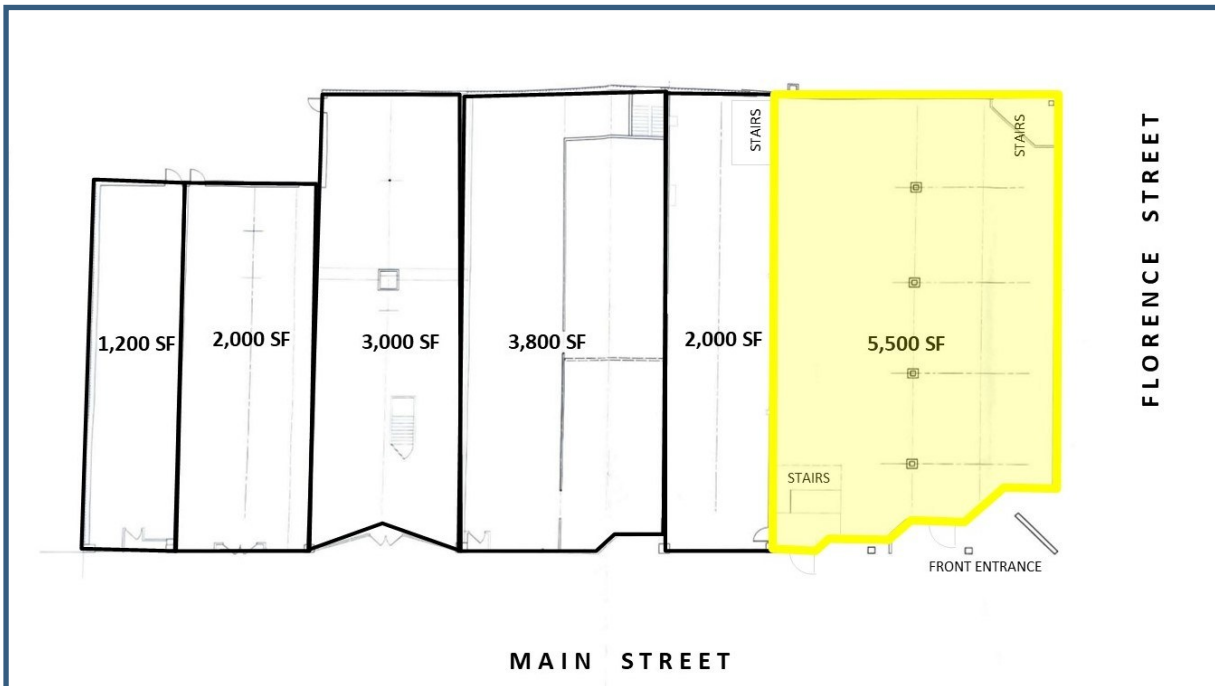 STAIRS
STAIRS
FLORENCE STREET
1,200 SF
2,000 SF
3,000 SF
3,800 SF
2,000 SF
5,500 SF
STAIRS
FRONT ENTRANCE
MAIN STREET